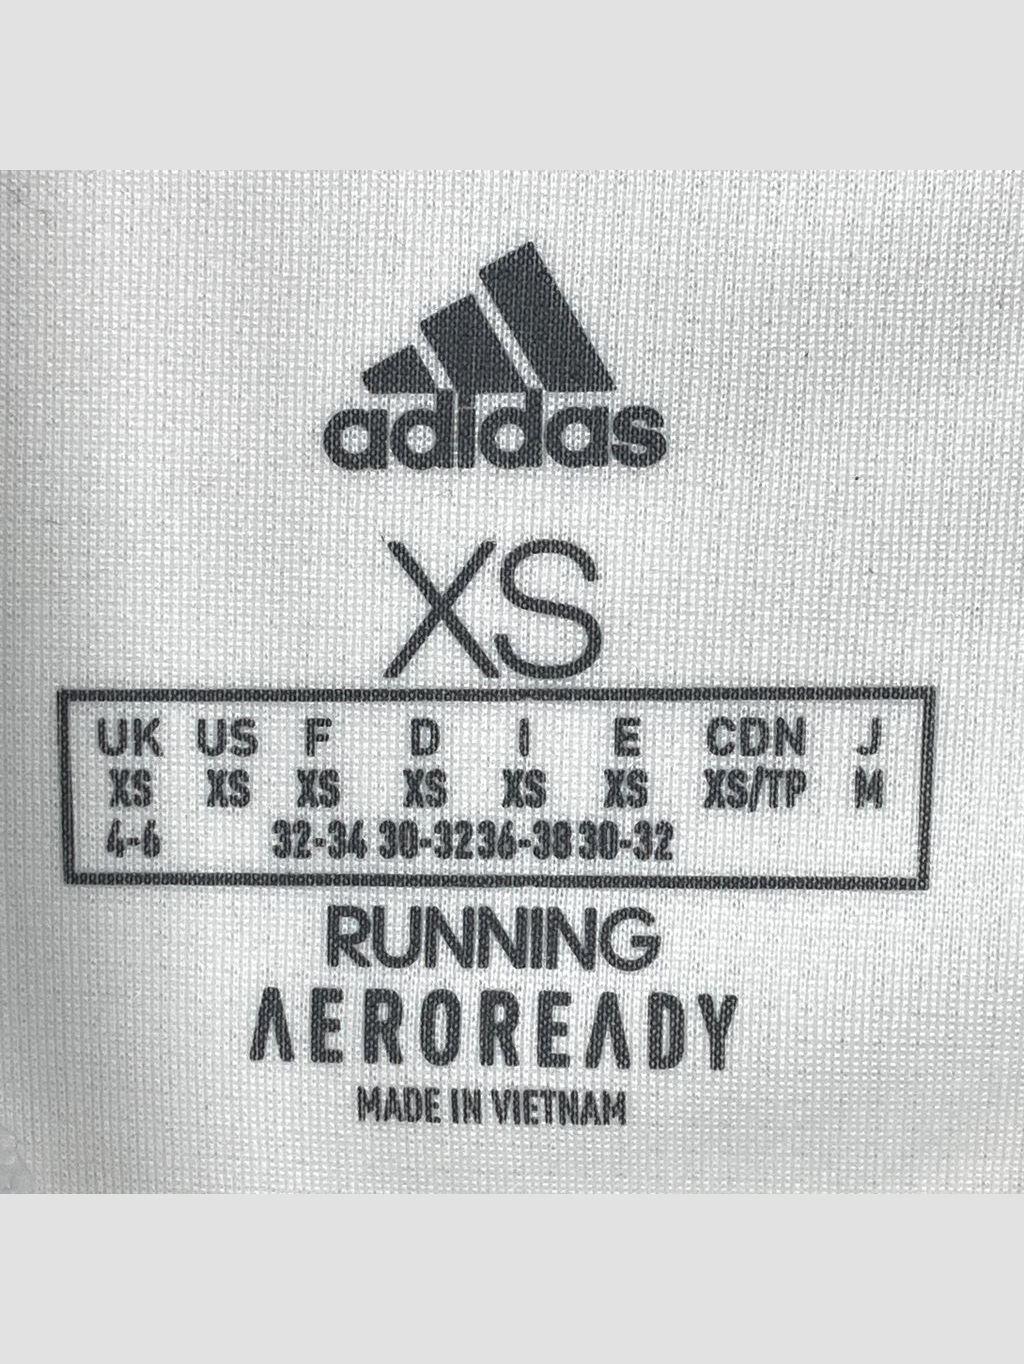 adidas
XS
UK US F D I E CDN J
XS XS XS XS XS XS XS/TP M
4-6 32-34 30-32 36-38 30-32
RUNNING
AEROREADY
MADE IN VIETNAM